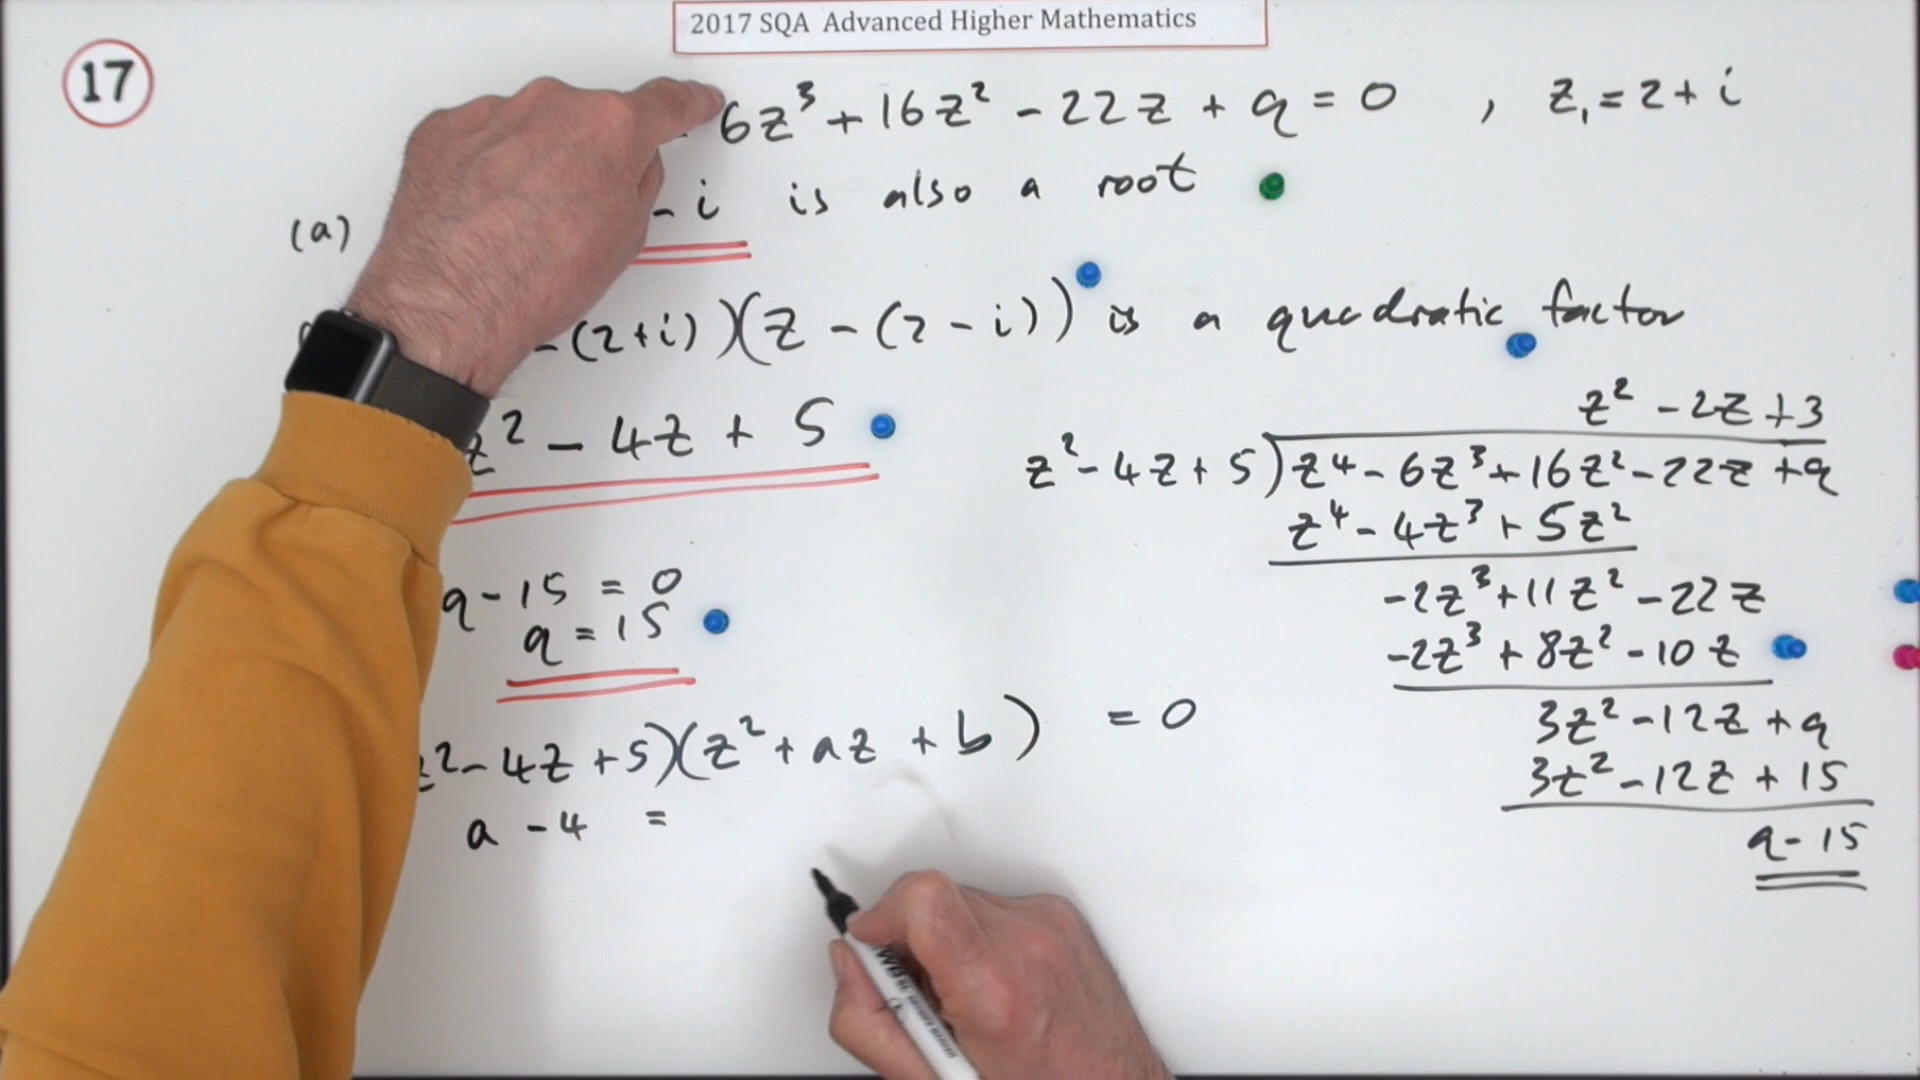 2017 SQA Advanced Higher Mathematics
17
6z³ + 16z² - 22z + q = 0 , z₁ = 2 + i
(a) - i is also a root
- (2+i))(z - (2 - i)) is a quadratic factor
z² - 4z + 5
z² - 2z + 3
z² - 4z + 5 ) z⁴ - 6z³ + 16z² - 22z + q
z⁴ - 4z³ + 5z²
-2z³ + 11z² - 22z
-2z³ + 8z² - 10z
3z² - 12z + q
3z² - 12z + 15
q - 15
q - 15 = 0
q = 15
z² - 4z + 5)(z² + az + b) = 0
a - 4 =